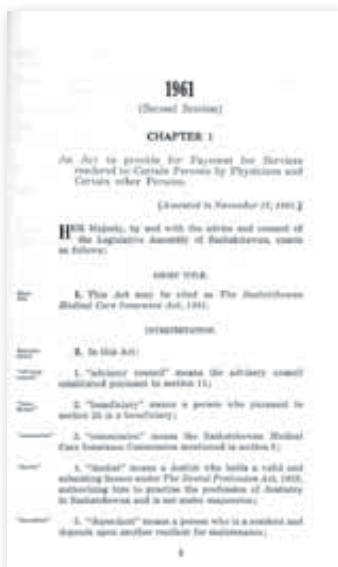 1961
(Second Session)
CHAPTER 1
An Act to provide for Payment for Services
rendered to Certain Persons by Physicians and
Certain other Persons.
[Assented to November 17, 1961.]
HER Majesty, by and with the advice and consent of
the Legislative Assembly of Saskatchewan, enacts
as follows:
SHORT TITLE
1. This Act may be cited as The Saskatchewan
Medical Care Insurance Act, 1961.
INTERPRETATION
2. In this Act:
1. "advisory council" means the advisory council
established pursuant to section
2. "beneficiary" means a person who pursuant to
section is a beneficiary;
3. "commission" means the Saskatchewan Medical
Care Insurance Commission mentioned in section
4. "dentist" means a dentist who holds a valid and
subsisting licence under The Dental Profession Act,
authorizing him to practise the profession of dentistry
in Saskatchewan and is not under suspension;
5. "dependant" means a person who is a resident and
depends upon another resident for maintenance;